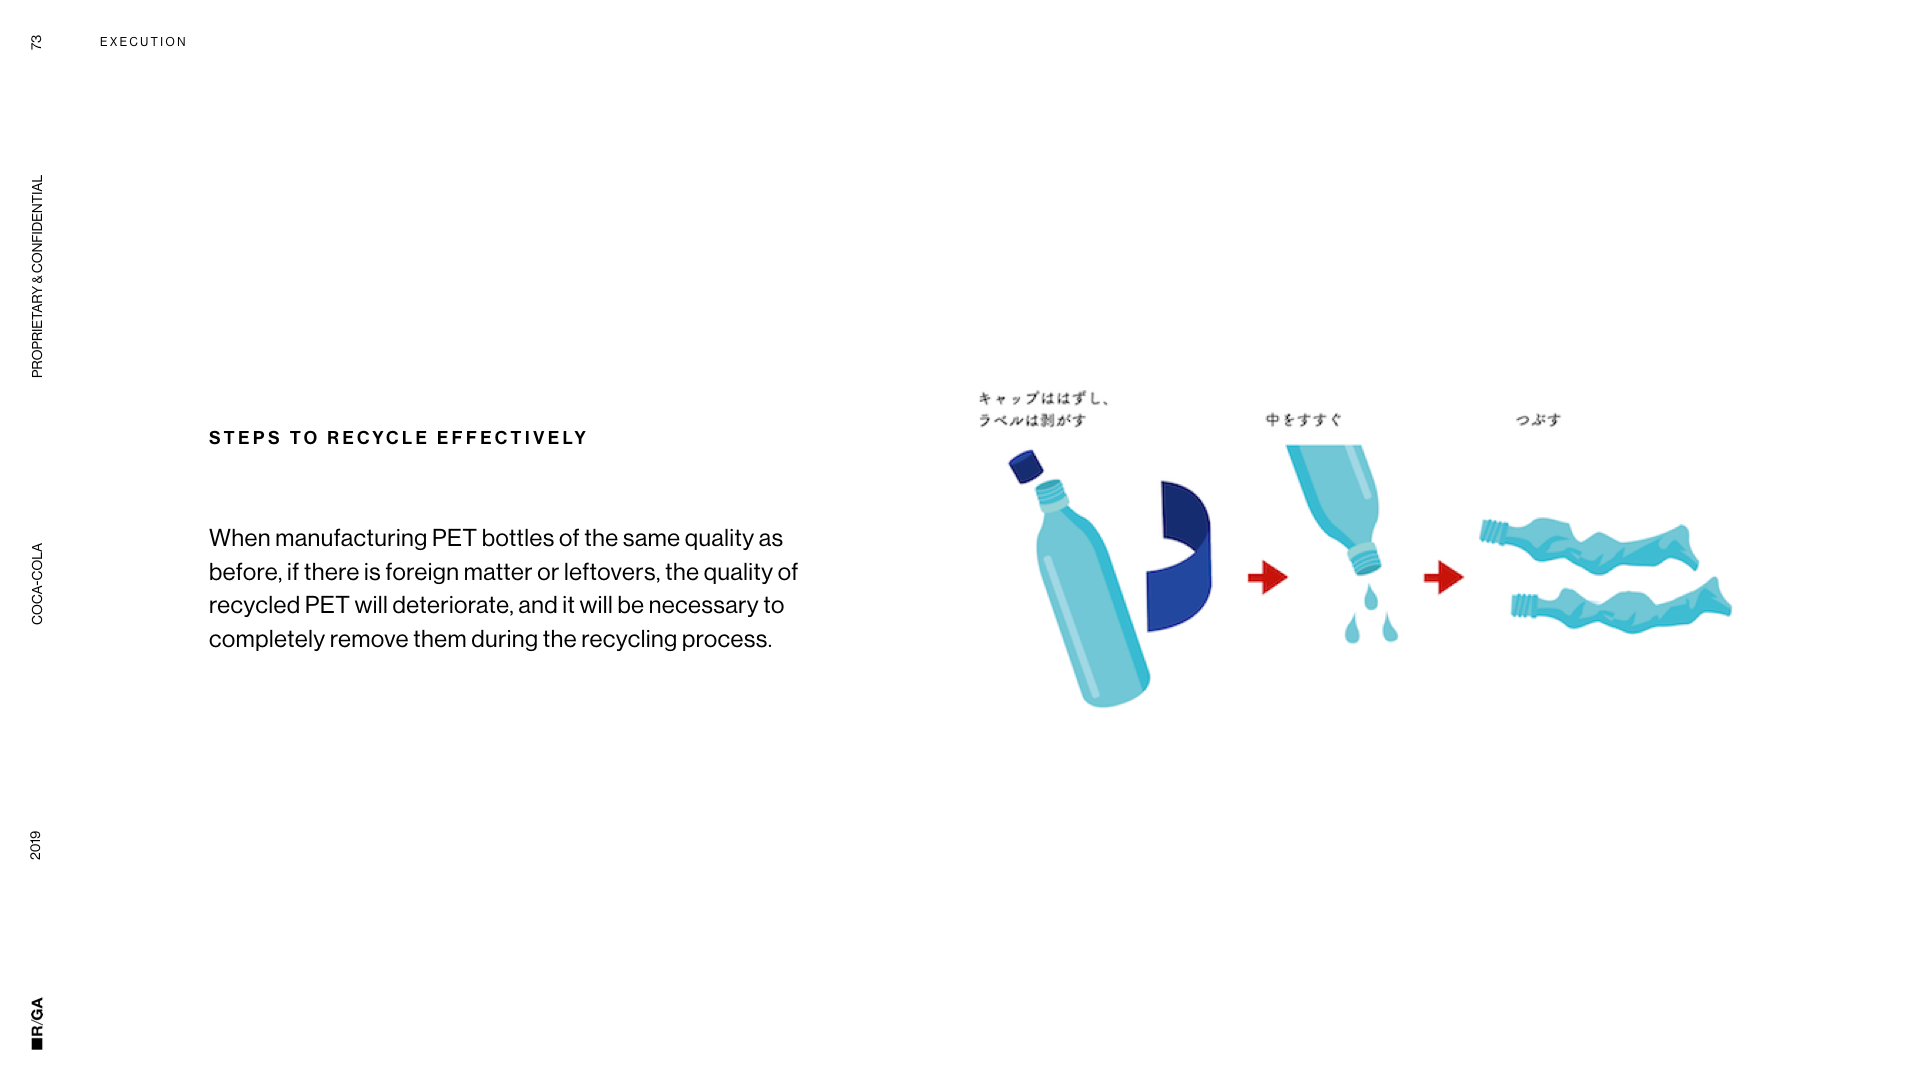 73
EXECUTION
PROPRIETARY & CONFIDENTIAL
COCA-COLA
2019
R/GA
STEPS TO RECYCLE EFFECTIVELY
When manufacturing PET bottles of the same quality as
before, if there is foreign matter or leftovers, the quality of
recycled PET will deteriorate, and it will be necessary to
completely remove them during the recycling process.
キャップははずし、
ラベルは剥がす
中をすすぐ
つぶす